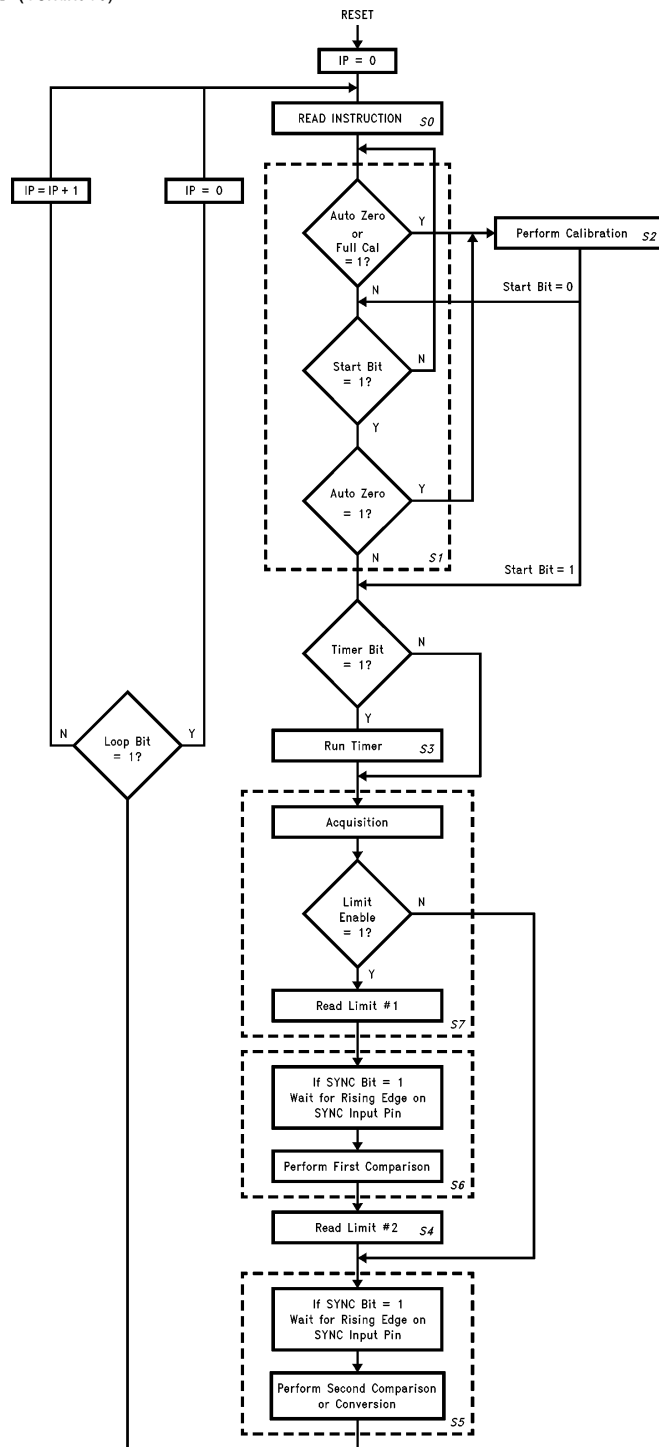 RESET
IP = 0
READ INSTRUCTION S0
IP = IP + 1
IP = 0
Auto Zero
or
Full Cal
= 1?
Y
Perform Calibration S2
N
Start Bit = 0
Start Bit
= 1?
N
Y
Auto Zero
= 1?
Y
N
S1
Start Bit = 1
Timer Bit
= 1?
N
Y
Run Timer S3
N
Loop Bit
= 1?
Y
Acquisition
Limit
Enable
= 1?
N
Y
Read Limit #1
S7
If SYNC Bit = 1
Wait for Rising Edge on
SYNC Input Pin
Perform First Comparison
S6
Read Limit #2 S4
If SYNC Bit = 1
Wait for Rising Edge on
SYNC Input Pin
Perform Second Comparison
or Conversion
S5